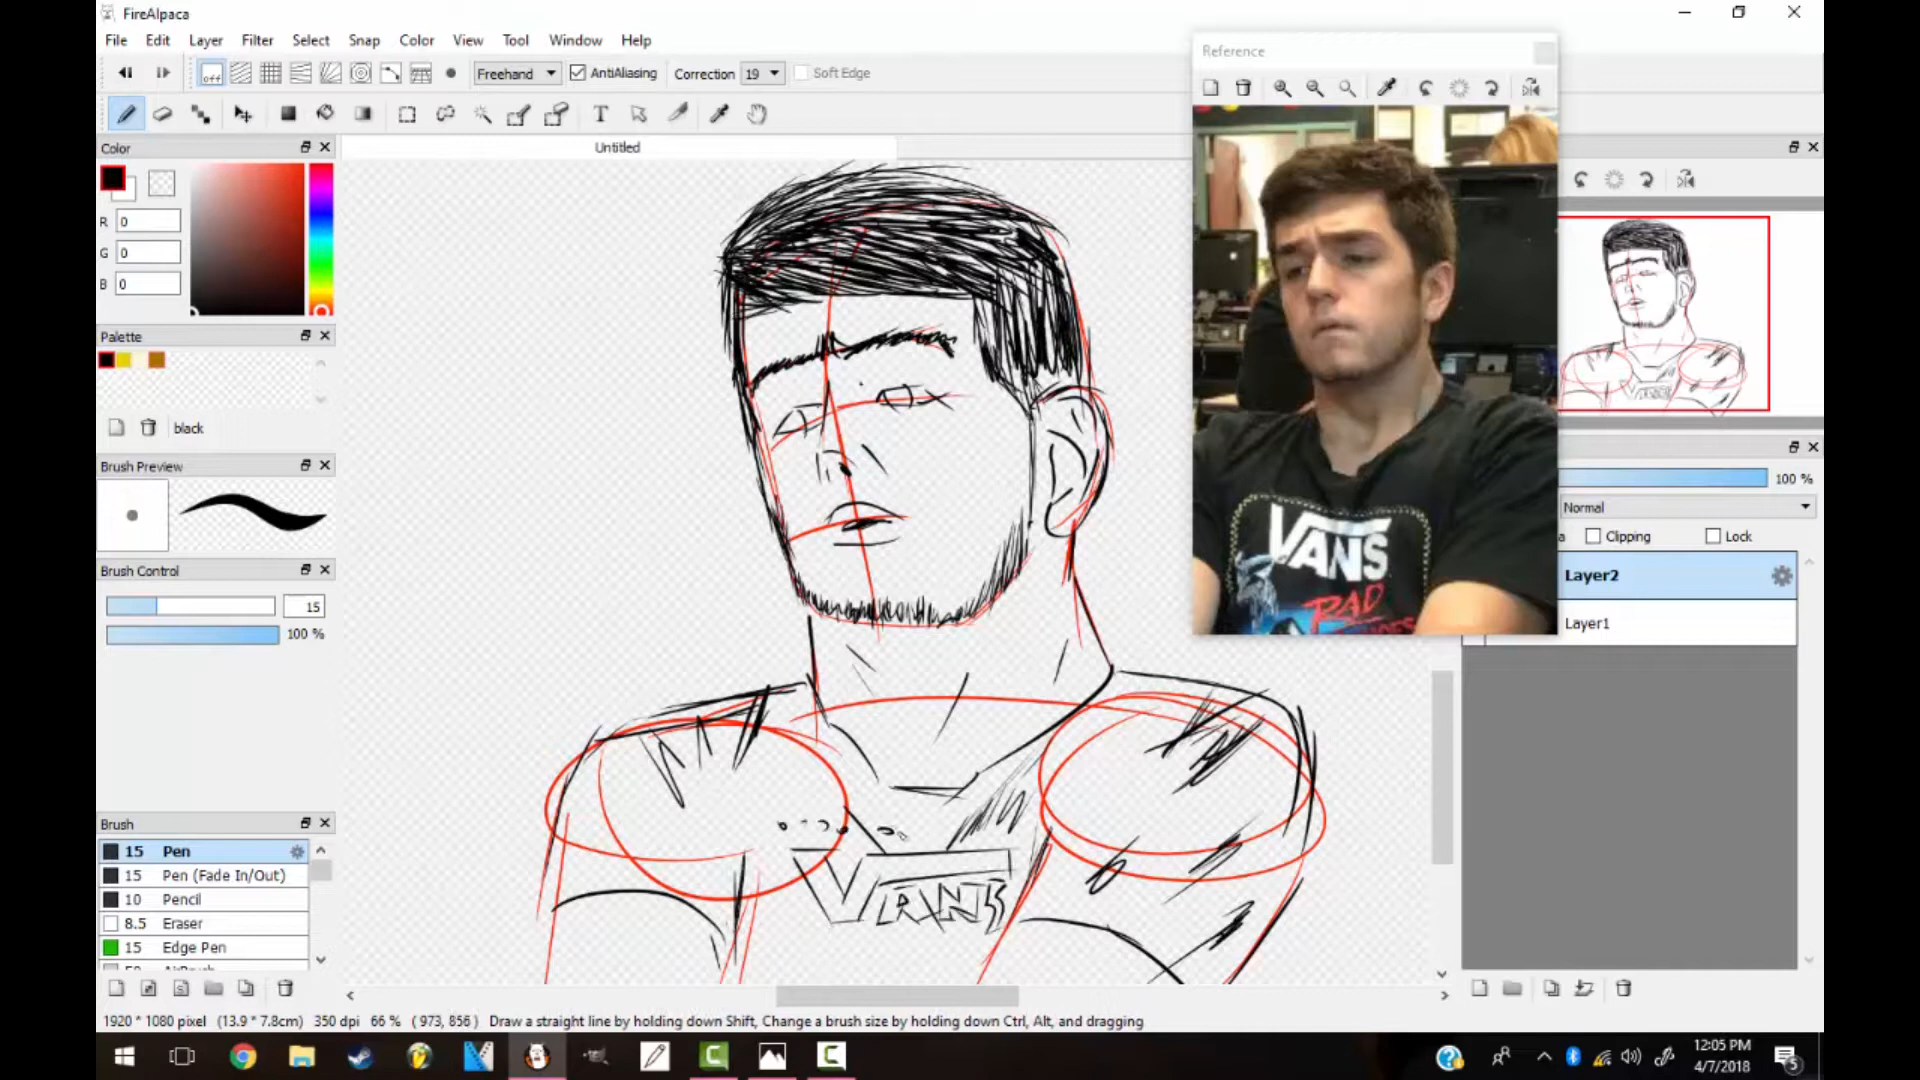 FireAlpaca
File Edit Layer Filter Select Snap Color View Tool Window Help
off Freehand AntiAliasing Correction 19 Soft Edge
Reference
T
Color
Untitled
R 0
G 0
B 0
Palette
black
Brush Preview
Brush Control
15
100 %
Brush
15 Pen
15 Pen (Fade In/Out)
10 Pencil
8.5 Eraser
15 Edge Pen
AirBrush
VANS
VANS
RAD
100 %
Normal
a Clipping Lock
Layer2
Layer1
1920 * 1080 pixel (13.9 * 7.8cm) 350 dpi 66 % ( 973, 856 ) Draw a straight line by holding down Shift, Change a brush size by holding down Ctrl, Alt, and dragging
12:05 PM
4/7/2018
5